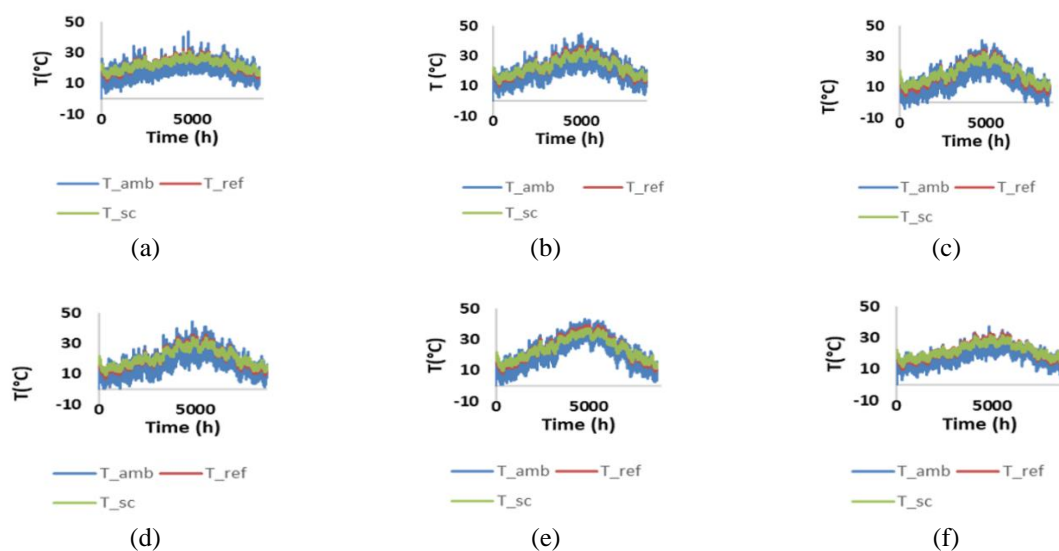 50
30
10
-10
T(°C)
0
5000
Time (h)
T_amb
T_ref
T_sc
(a)
50
30
10
-10
T (°C)
0
5000
Time (h)
T_amb
T_ref
T_sc
(b)
50
30
10
-10
T(°C)
0
5000
Time (h)
T_amb
T_ref
T_sc
(c)
50
30
10
-10
T(°C)
0
5000
Time (h)
T_amb
T_ref
T_sc
(d)
50
30
10
-10
T(°C)
0
5000
Time (h)
T_amb
T_ref
T_sc
(e)
50
30
10
-10
T(°C)
0
5000
Time (h)
T_amb
T_ref
T_sc
(f)